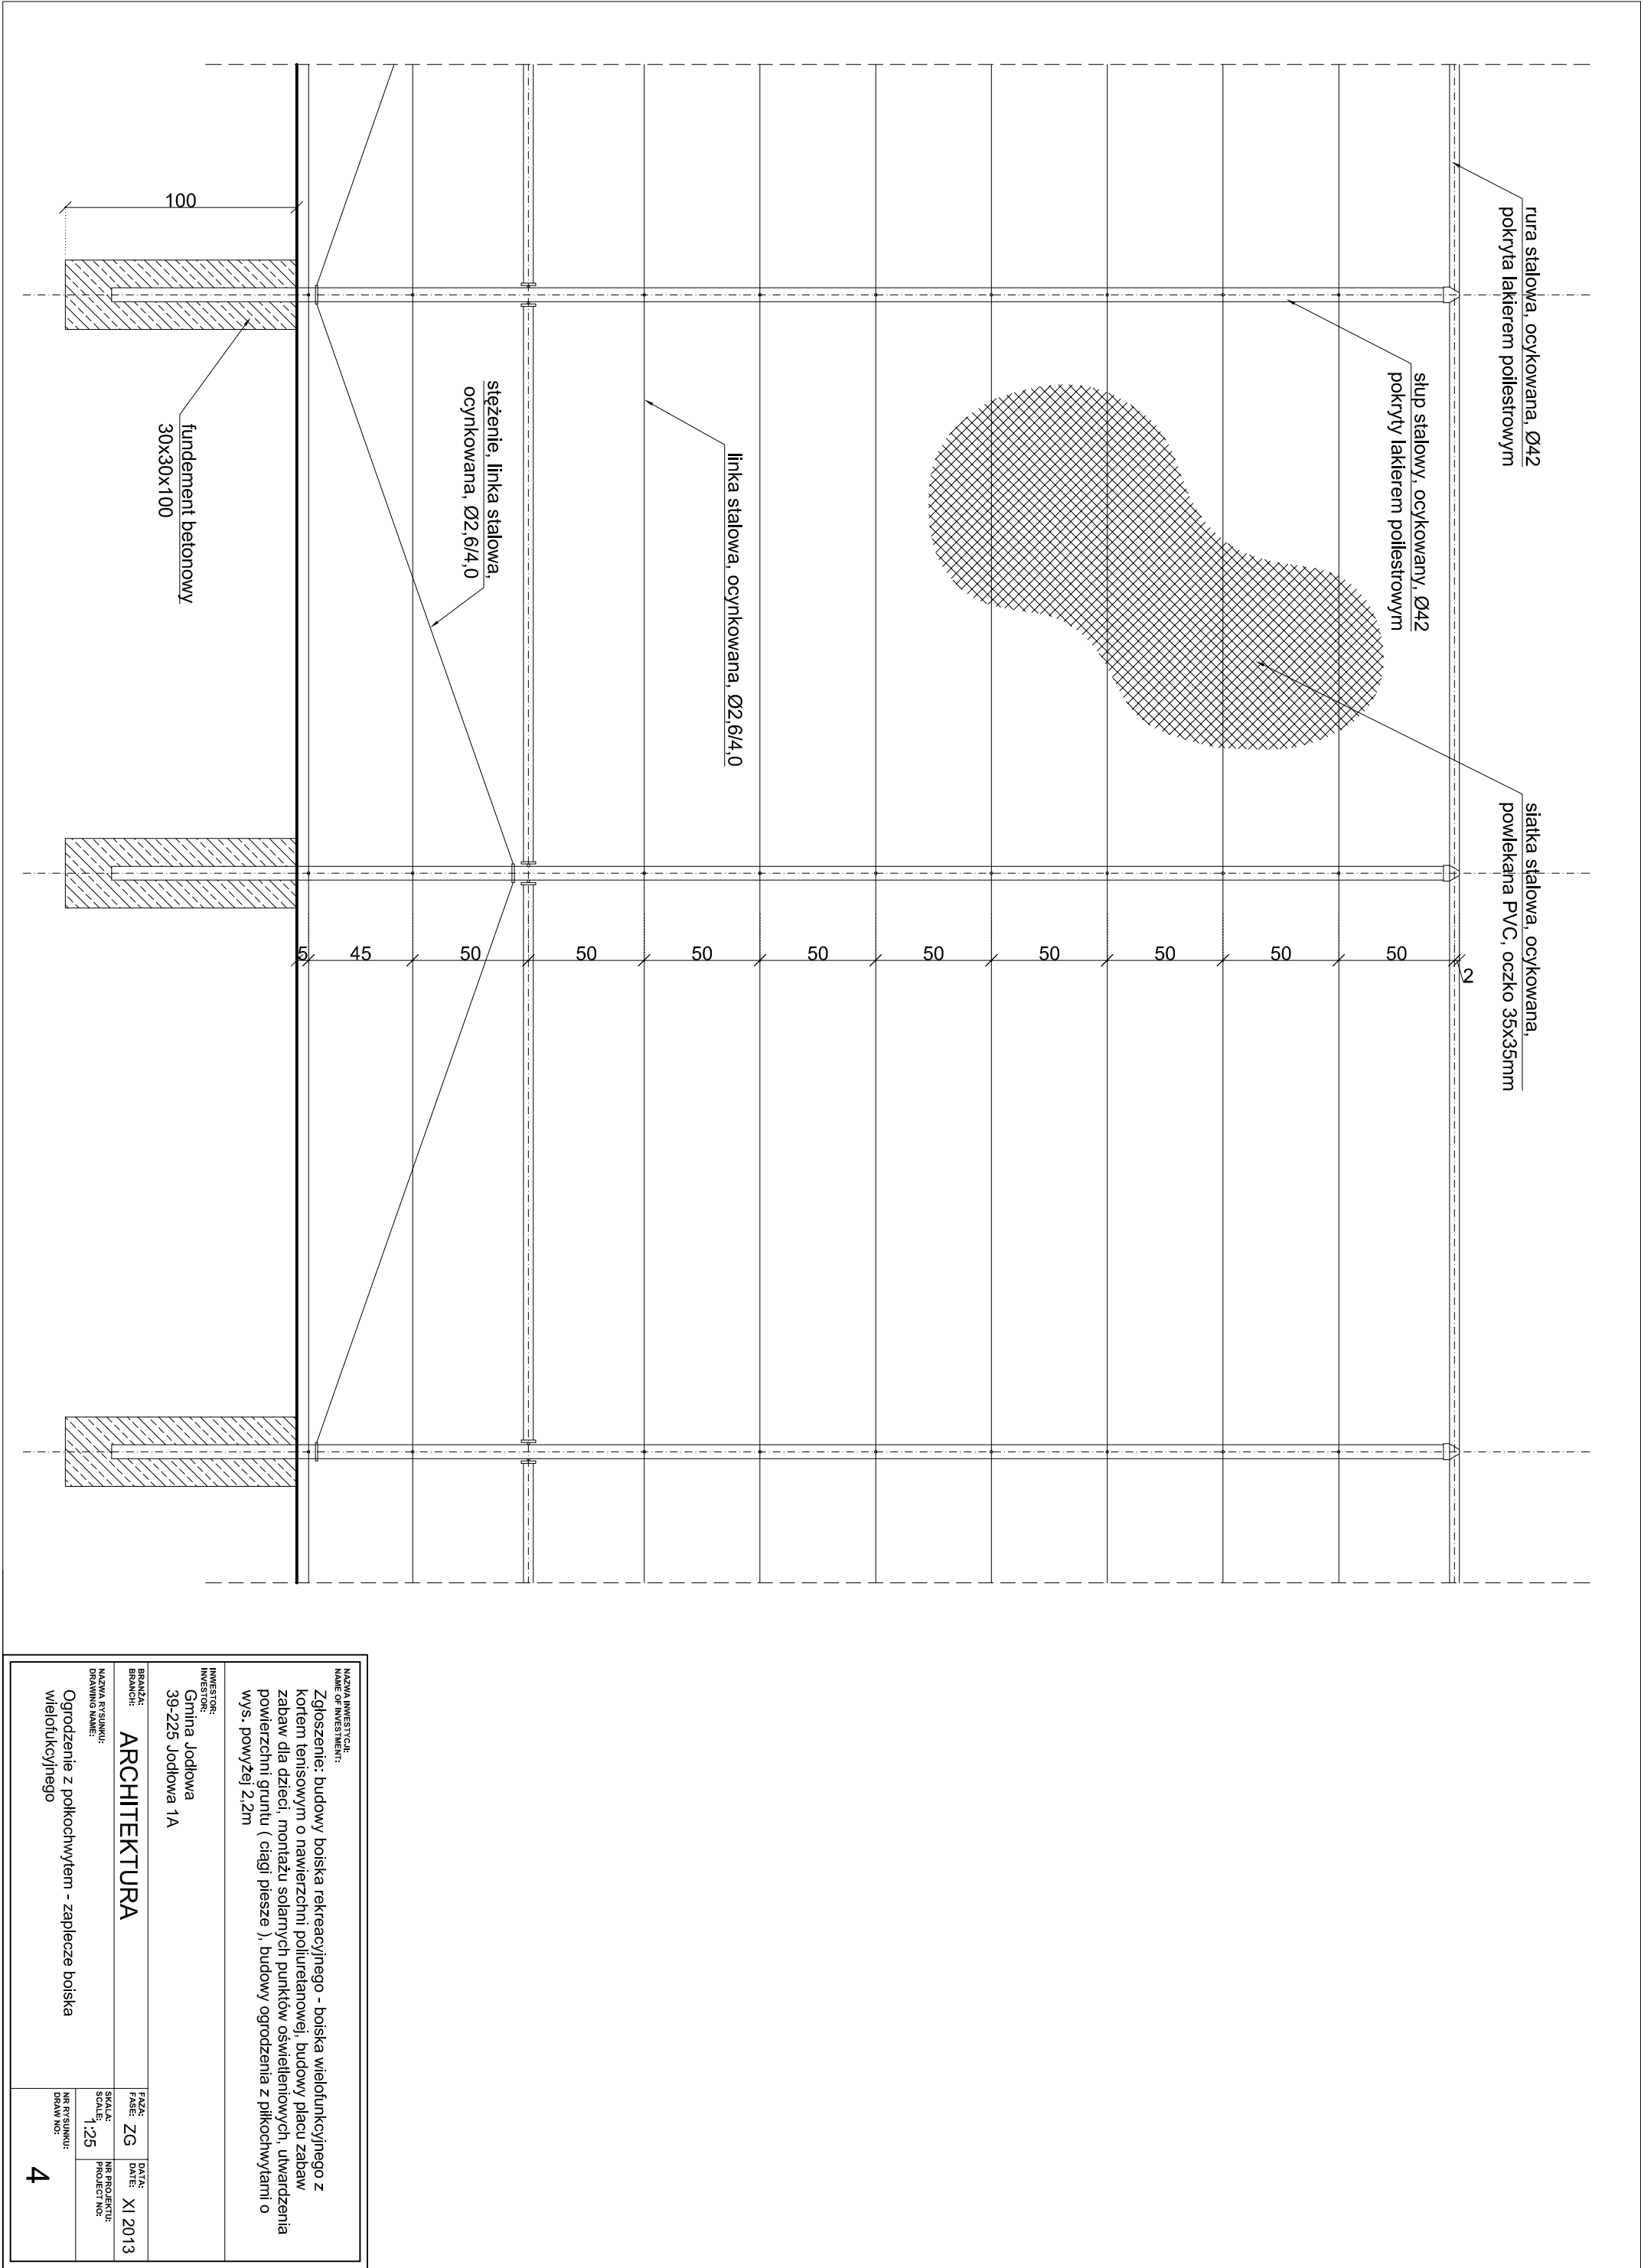 rura stalowa, ocykowana, Ø42
pokryta lakierem poilestrowym
siatka stalowa, ocykowana,
powlekana PVC, oczko 35x35mm
słup stalowy, ocykowany, Ø42
pokryty lakierem poilestrowym
linka stalowa, ocynkowana, Ø2,6/4,0
stężenie, linka stalowa,
ocynkowana, Ø2,6/4,0
fundement betonowy
30x30x100
100
5
45
50
50
50
50
50
50
50
50
50
2
NAZWA INWESTYCJI:
NAME OF INVESTMENT:
Zgłoszenie: budowy boiska rekreacyjnego - boiska wielofunkcyjnego z
kortem tenisowym o nawierzchni poliuretanowej, budowy placu zabaw
zabaw dla dzieci, montażu solarnych punktów oświetleniowych, utwardzenia
powierzchni gruntu ( ciągi piesze ), budowy ogrodzenia z piłkochwytami o
wys. powyżej 2,2m
INWESTOR:
INVESTOR:
Gmina Jodłowa
39-225 Jodłowa 1A
BRANŻA:
BRANCH:
ARCHITEKTURA
FAZA:
FASE:
ZG
DATA:
DATE:
XI 2013
NAZWA RYSUNKU:
DRAWING NAME:
Ogrodzenie z połkochwytem - zaplecze boiska
wielofukcyjnego
SKALA:
SCALE:
1:25
NR PROJEKTU:
PROJECT NO:
NR RYSUNKU:
DRAW NO:
4